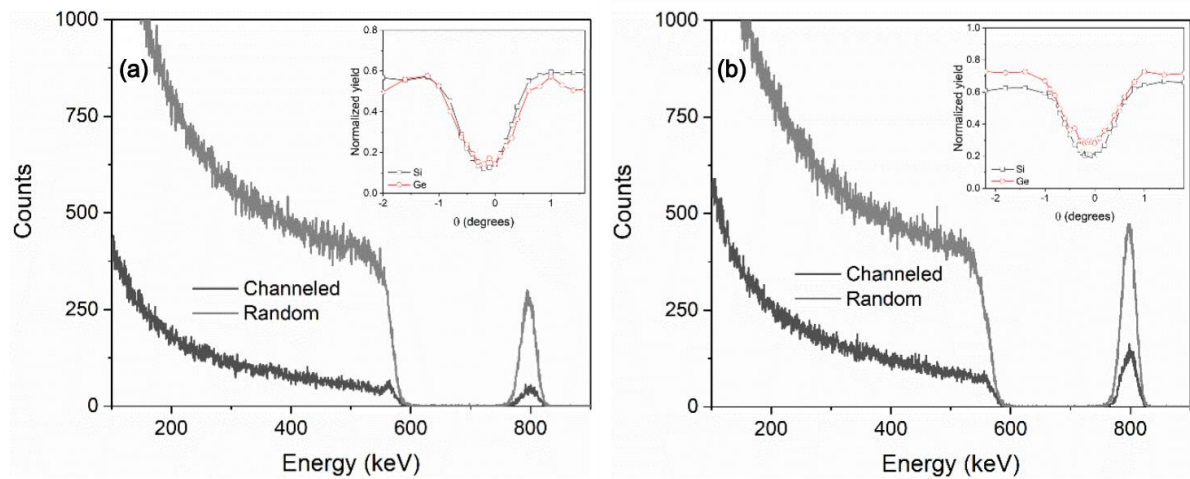 (a)
1000
750
500
250
0
Counts
200
400
600
800
Energy (keV)
Channeled
Random
Normalized yield
0.8
0.6
0.4
0.2
0.0
-2
-1
0
1
θ (degrees)
Si
Ge
(b)
1000
750
500
250
0
Counts
200
400
600
800
Energy (keV)
Channeled
Random
Normalized yield
1.0
0.8
0.6
0.4
0.2
0.0
-2
-1
0
1
θ (degrees)
Si
Ge